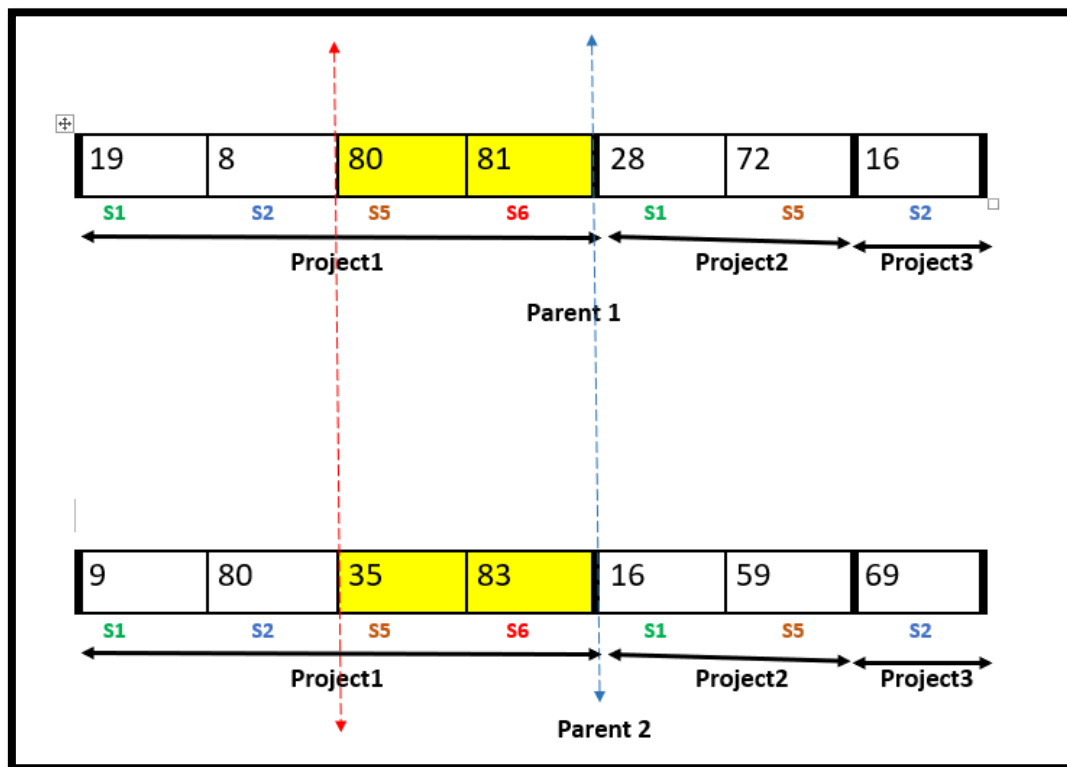 19 8 80 81 28 72 16
S1 S2 S5 S6 S1 S5 S2
Project1 Project2 Project3
Parent 1
9 80 35 83 16 59 69
S1 S2 S5 S6 S1 S5 S2
Project1 Project2 Project3
Parent 2